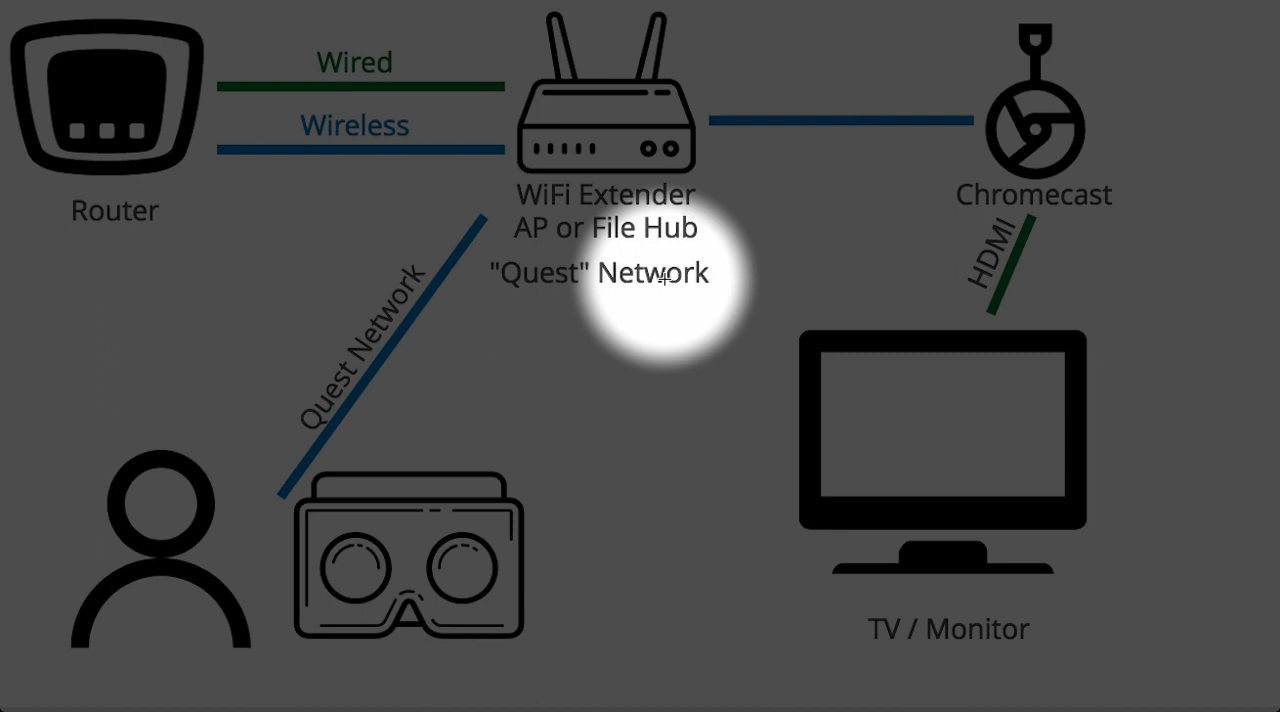 Wired
Wireless
Router
WiFi Extender
AP or File Hub
"Quest" Network
Chromecast
HDMI
Quest Network
TV / Monitor